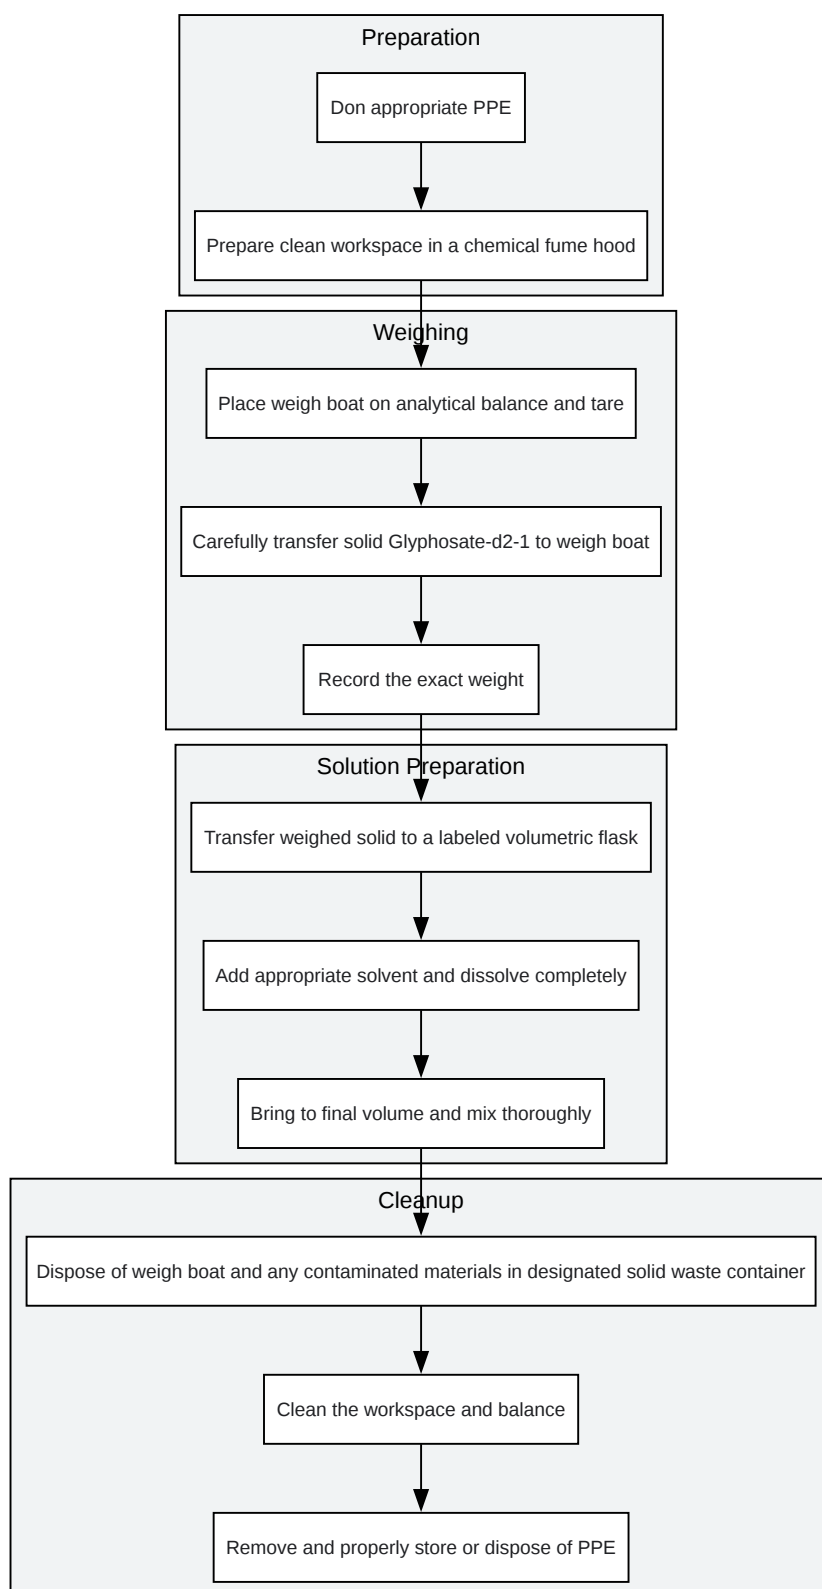 Preparation
Don appropriate PPE
Prepare clean workspace in a chemical fume hood
Weighing
Place weigh boat on analytical balance and tare
Carefully transfer solid Glyphosate-d2-1 to weigh boat
Record the exact weight
Solution Preparation
Transfer weighed solid to a labeled volumetric flask
Add appropriate solvent and dissolve completely
Bring to final volume and mix thoroughly
Cleanup
Dispose of weigh boat and any contaminated materials in designated solid waste container
Clean the workspace and balance
Remove and properly store or dispose of PPE